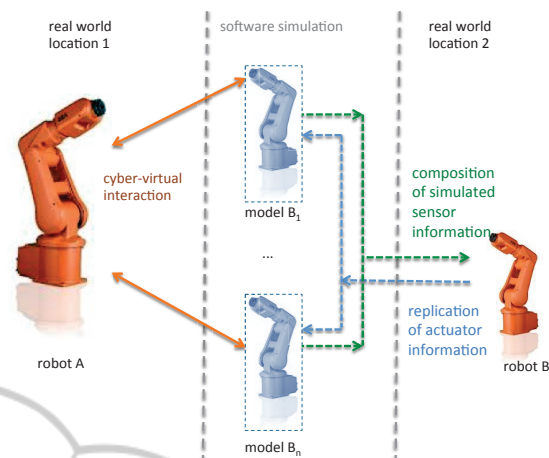 real world
location 1
software simulation
real world
location 2
cyber-virtual
interaction
model B1
...
model Bn
composition
of simulated
sensor
information
replication
of actuator
information
robot A
robot B